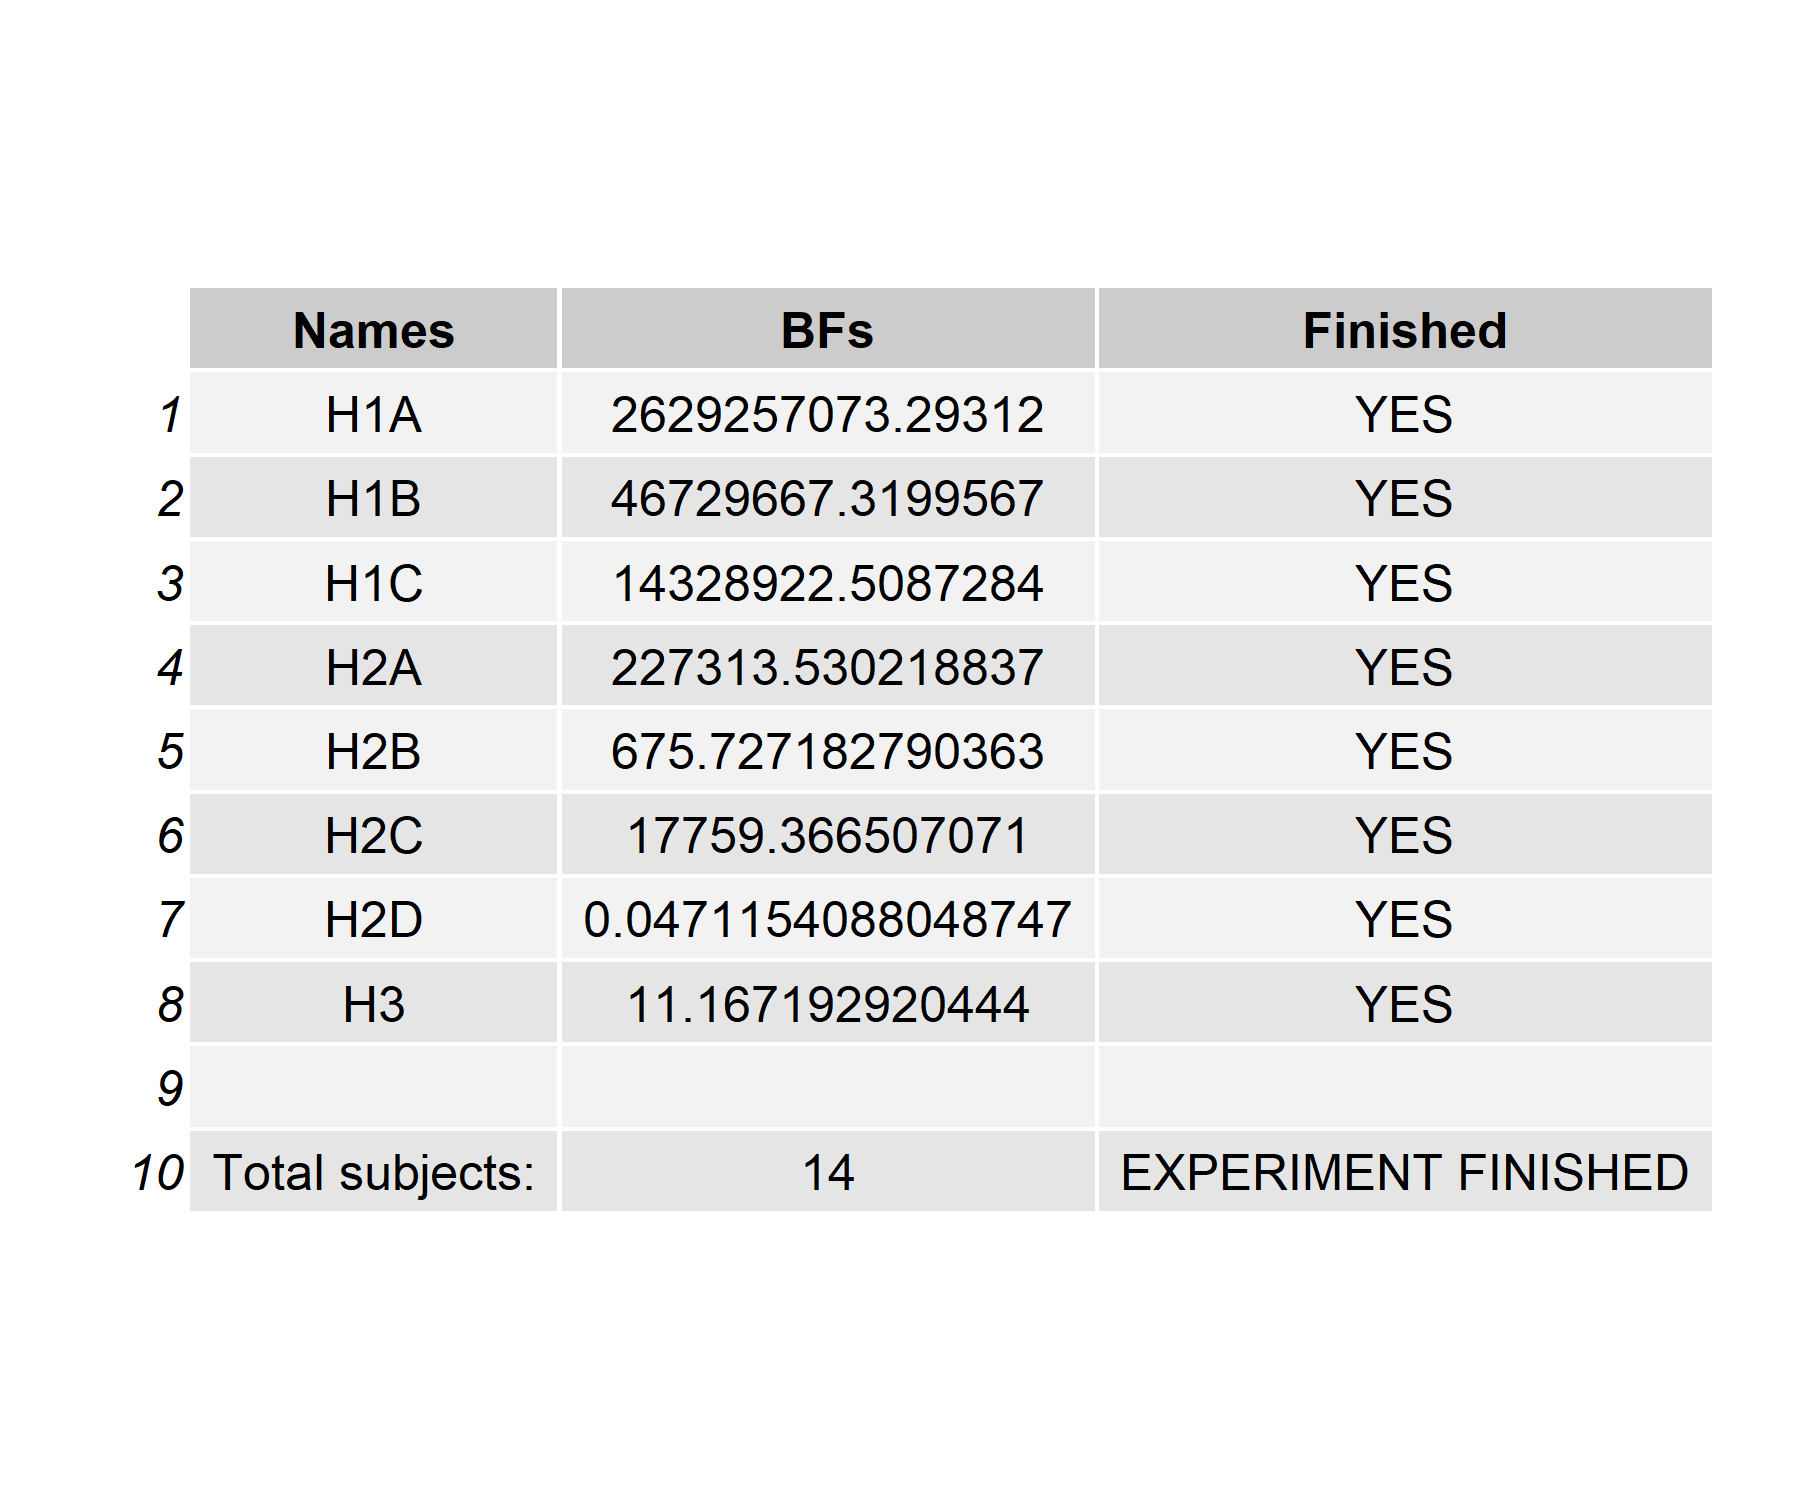 Names BFs Finished
1 H1A 2629257073.29312 YES
2 H1B 46729667.3199567 YES
3 H1C 14328922.5087284 YES
4 H2A 227313.530218837 YES
5 H2B 675.727182790363 YES
6 H2C 17759.366507071 YES
7 H2D 0.0471154088048747 YES
8 H3 11.167192920444 YES
9
10 Total subjects: 14 EXPERIMENT FINISHED